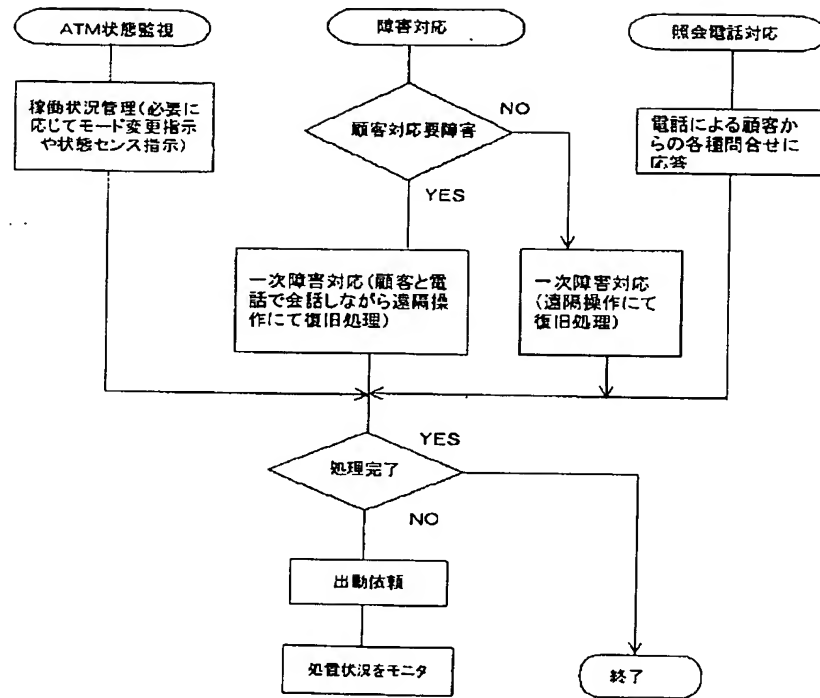 ATM状態監視
障害対応
照会電話対応
稼働状況管理(必要に
応じてモード変更指示
や状態センス指示)
顧客対応要障害
NO
YES
電話による顧客か
らの各種問合せに
応答
一次障害対応(顧客と電
話で会話しながら遠隔操
作にて復旧処理)
一次障害対応
(遠隔操作にて
復旧処理)
YES
処理完了
NO
出動依頼
処置状況をモニタ
終了